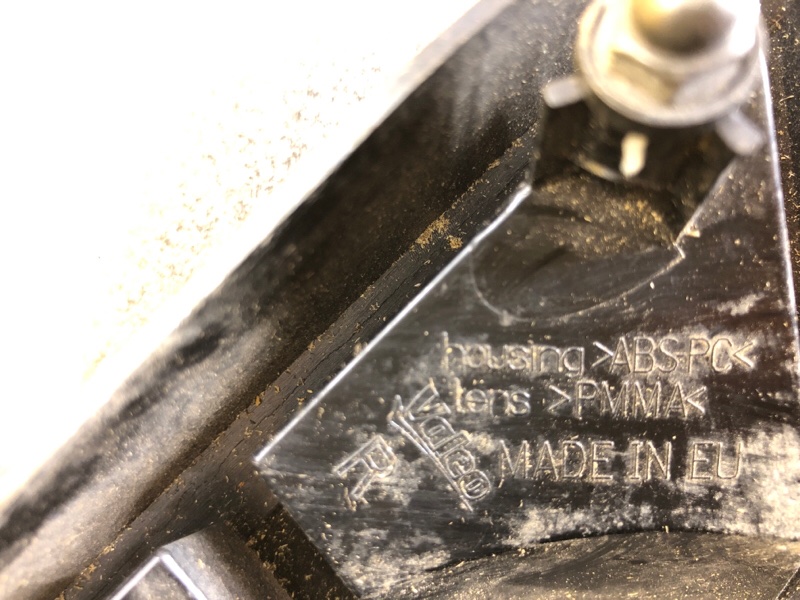 housing >ABS-PC<
lens >PMMA<
Valeo
R
MADE IN EU